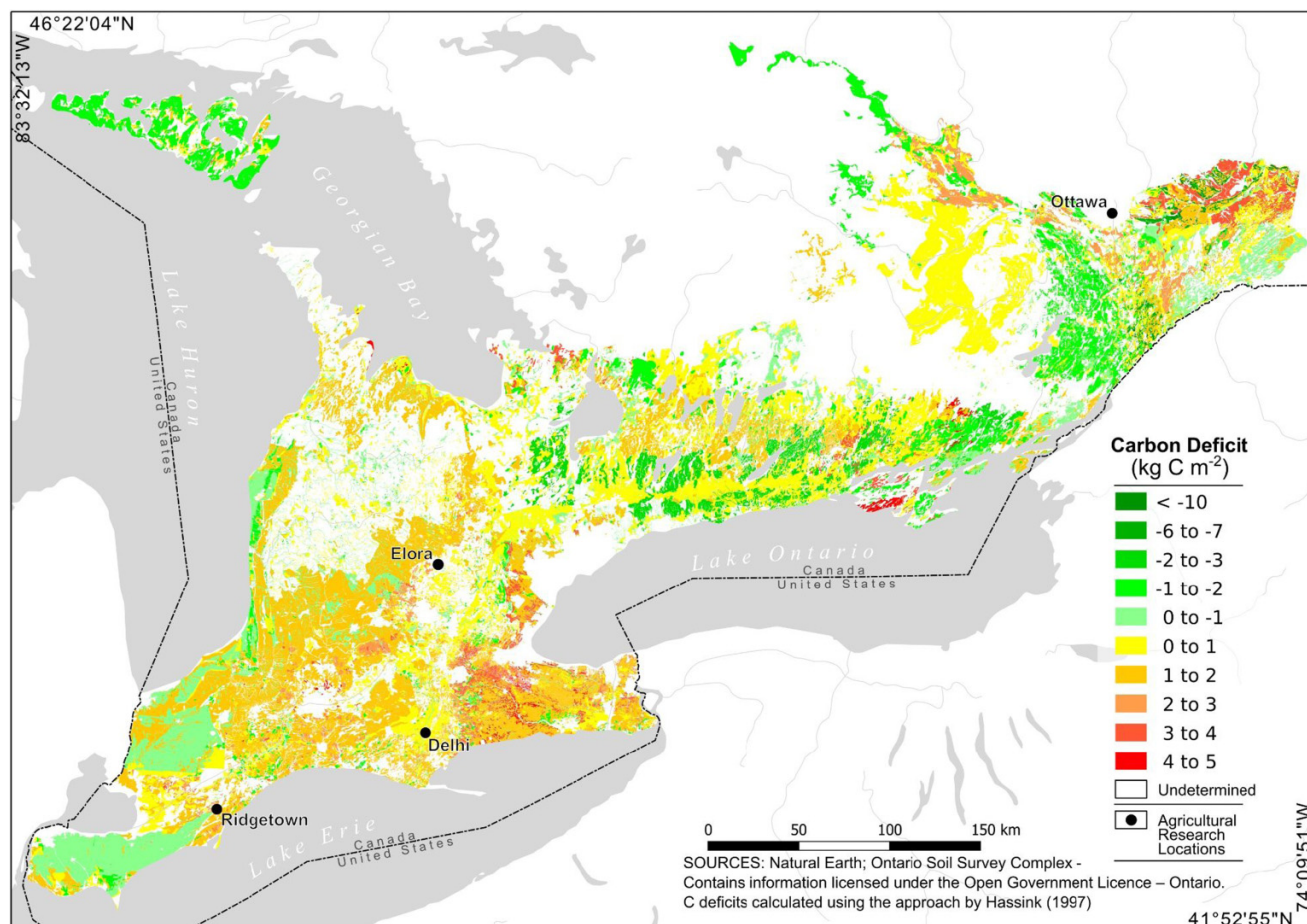 46°22'04"N
83°32'13"W
Georgian Bay
Lake Huron
Canada
United States
Ottawa
Elora
Lake Ontario
Canada
United States
Delhi
Ridgetown
Lake Erie
Canada
United States
Carbon Deficit
(kg C m-2)
< -10
-6 to -7
-2 to -3
-1 to -2
0 to -1
0 to 1
1 to 2
2 to 3
3 to 4
4 to 5
Undetermined
Agricultural
Research
Locations
0 50 100 150 km
SOURCES: Natural Earth; Ontario Soil Survey Complex -
Contains information licensed under the Open Government Licence – Ontario.
C deficits calculated using the approach by Hassink (1997)
74°09'51"W
41°52'55"N